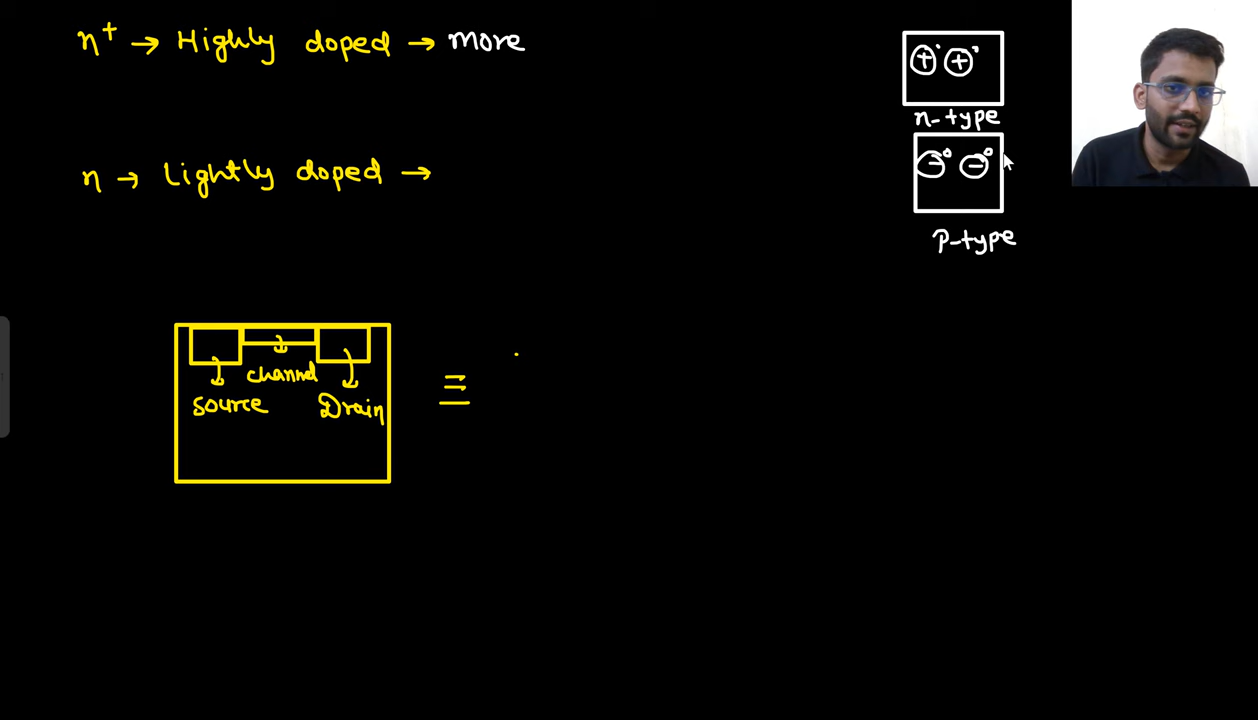 n⁺ → Highly doped → more
n → Lightly doped →
+ +
n-type
- -
p-type
channel
source Drain
≡